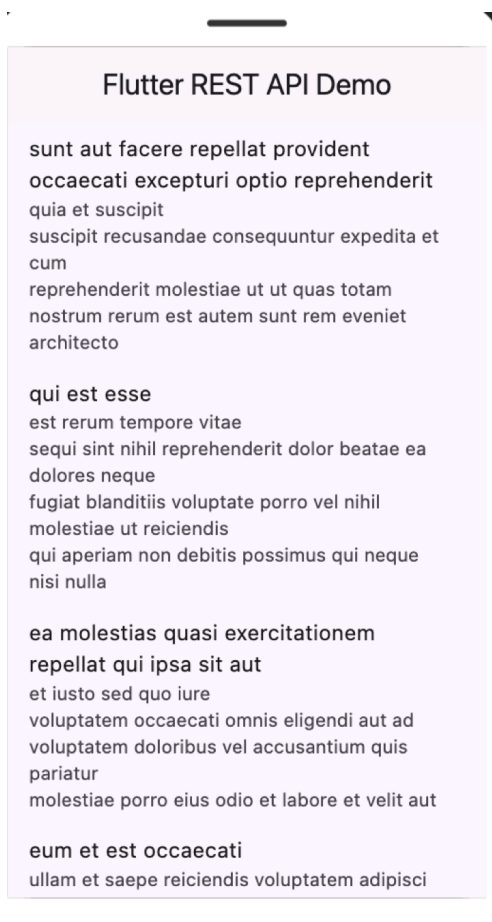 Flutter REST API Demo
sunt aut facere repellat provident
occaecati excepturi optio reprehenderit
quia et suscipit
suscipit recusandae consequuntur expedita et
cum
reprehenderit molestiae ut ut quas totam
nostrum rerum est autem sunt rem eveniet
architecto
qui est esse
est rerum tempore vitae
sequi sint nihil reprehenderit dolor beatae ea
dolores neque
fugiat blanditiis voluptate porro vel nihil
molestiae ut reiciendis
qui aperiam non debitis possimus qui neque
nisi nulla
ea molestias quasi exercitationem
repellat qui ipsa sit aut
et iusto sed quo iure
voluptatem occaecati omnis eligendi aut ad
voluptatem doloribus vel accusantium quis
pariatur
molestiae porro eius odio et labore et velit aut
eum et est occaecati
ullam et saepe reiciendis voluptatem adipisci